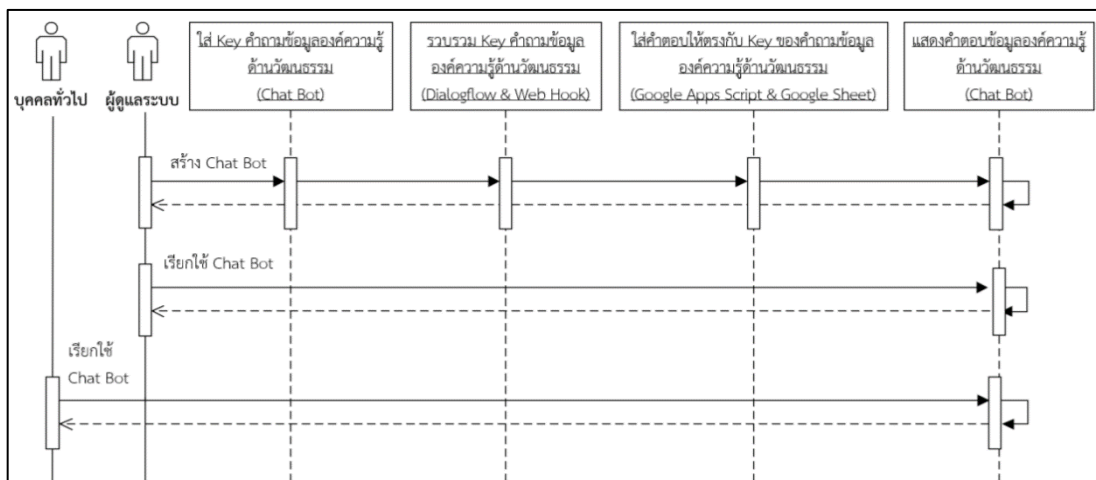 บุคคลทั่วไป
ผู้ดูแลระบบ
ใส่ Key คำถามข้อมูลองค์ความรู้
ด้านวัฒนธรรม
(Chat Bot)
รวบรวม Key คำถามข้อมูล
องค์ความรู้ด้านวัฒนธรรม
(Dialogflow & Web Hook)
ใส่คำตอบให้ตรงกับ Key ของคำถามข้อมูล
องค์ความรู้ด้านวัฒนธรรม
(Google Apps Script & Google Sheet)
แสดงคำตอบข้อมูลองค์ความรู้
ด้านวัฒนธรรม
(Chat Bot)
สร้าง Chat Bot
เรียกใช้ Chat Bot
เรียกใช้
Chat Bot